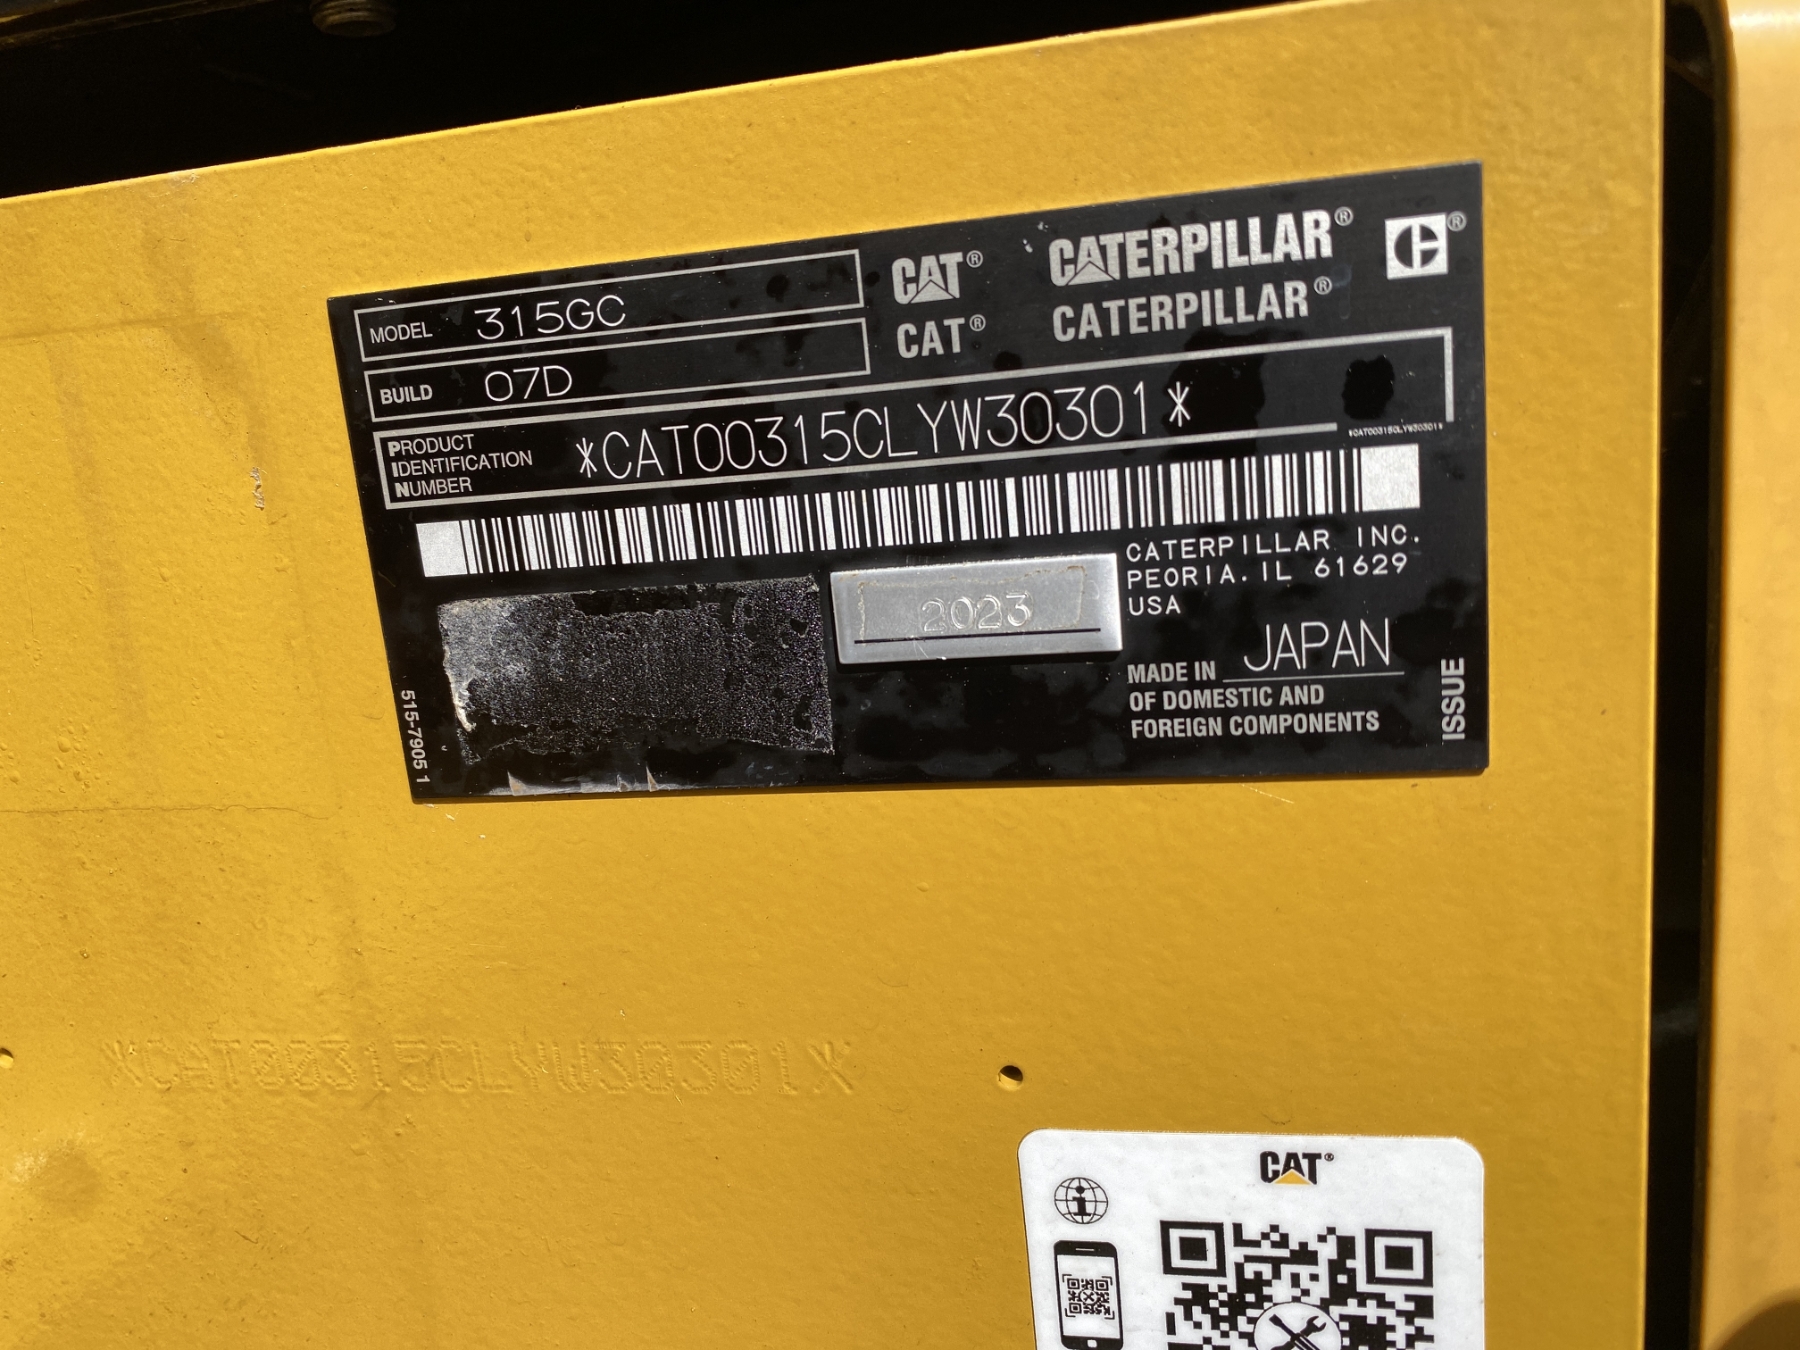 MODEL 315GC
BUILD 07D
CAT® CATERPILLAR® ®
CAT® CATERPILLAR®
PRODUCT
IDENTIFICATION
NUMBER
*CAT00315CLYW30301*
*CAT00315CLYW30301*
CATERPILLAR INC.
PEORIA. IL 61629
USA
2023
MADE IN JAPAN
OF DOMESTIC AND
FOREIGN COMPONENTS
ISSUE
515-7905 1
*CAT00315CLYW30301*
CAT®